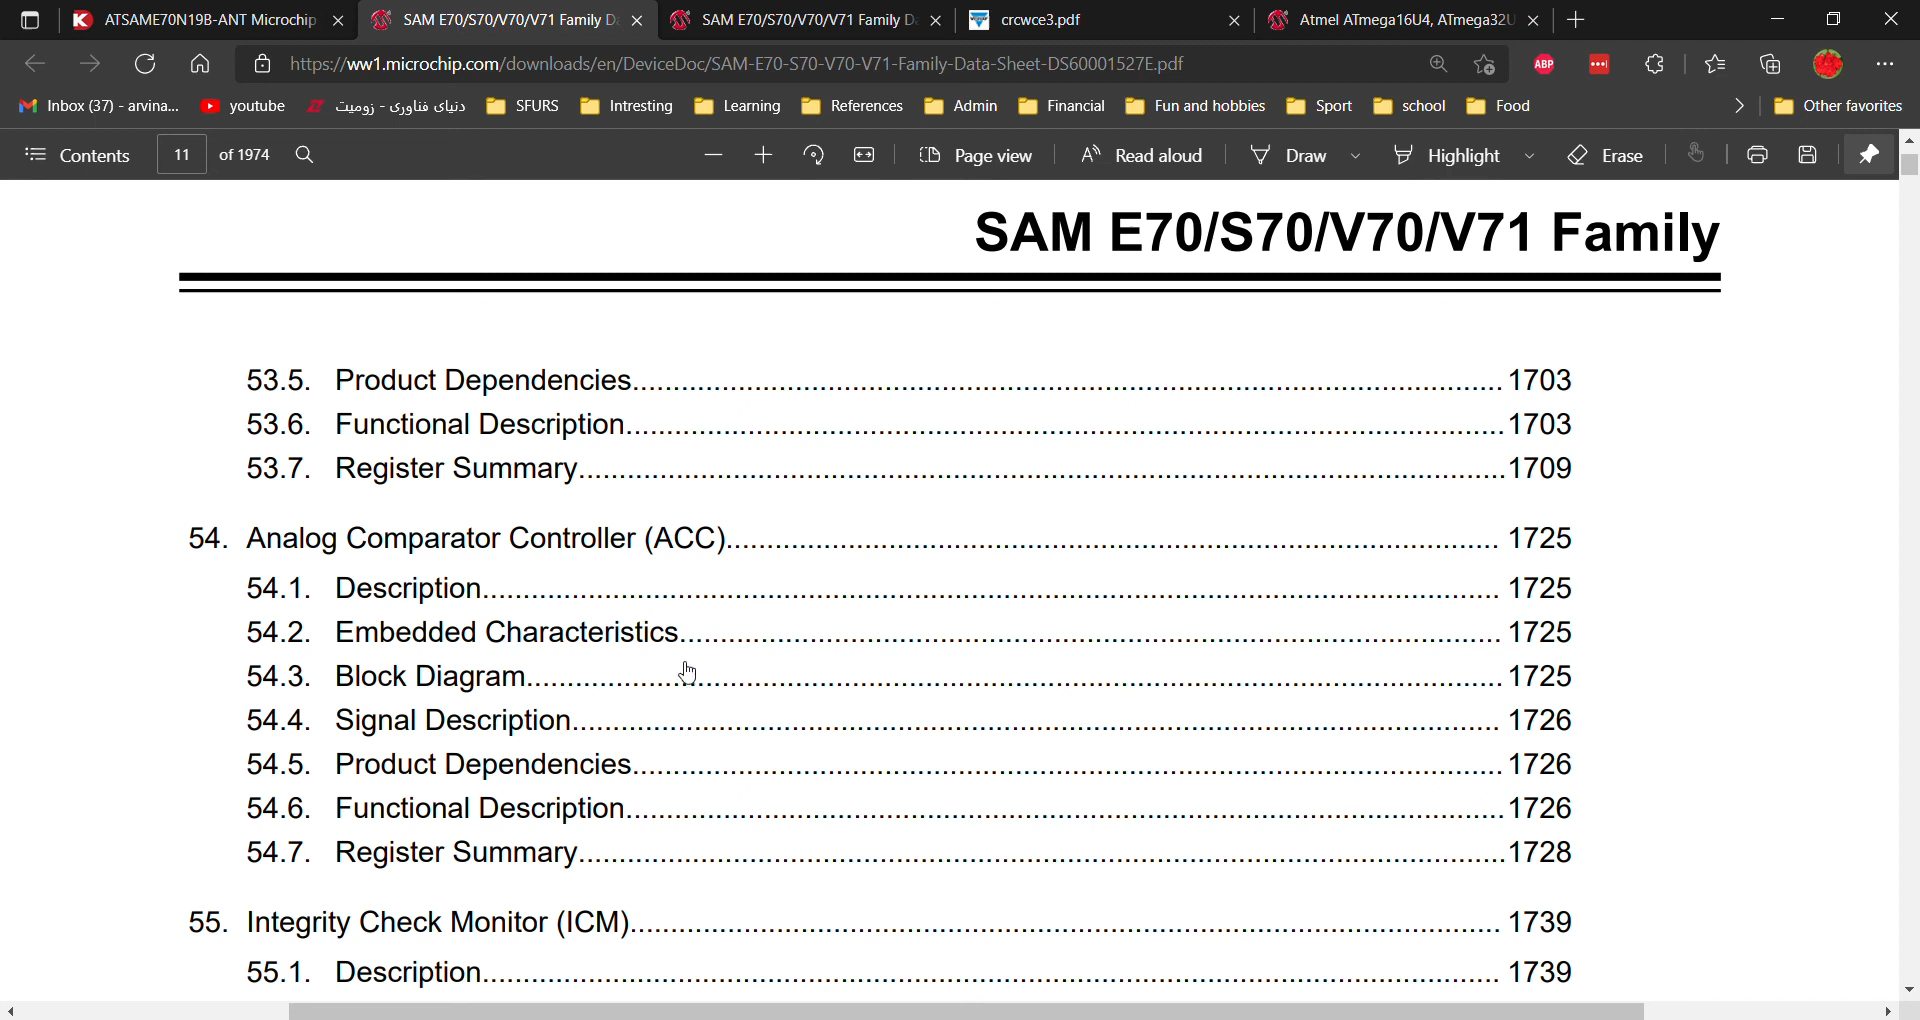 ATSAME70N19B-ANT Microchip
SAM E70/S70/V70/V71 Family Da
SAM E70/S70/V70/V71 Family Da
crcwce3.pdf
Atmel ATmega16U4, ATmega32U
https://ww1.microchip.com/downloads/en/DeviceDoc/SAM-E70-S70-V70-V71-Family-Data-Sheet-DS60001527E.pdf
ABP
Inbox (37) - arvina...
youtube
دنیای فناوری - زومیت
SFURS
Intresting
Learning
References
Admin
Financial
Fun and hobbies
Sport
school
Food
Other favorites
Contents
11
of 1974
Page view
Read aloud
Draw
Highlight
Erase
SAM E70/S70/V70/V71 Family
53.5. Product Dependencies 1703
53.6. Functional Description 1703
53.7. Register Summary 1709
54. Analog Comparator Controller (ACC) 1725
54.1. Description 1725
54.2. Embedded Characteristics 1725
54.3. Block Diagram 1725
54.4. Signal Description 1726
54.5. Product Dependencies 1726
54.6. Functional Description 1726
54.7. Register Summary 1728
55. Integrity Check Monitor (ICM) 1739
55.1. Description 1739